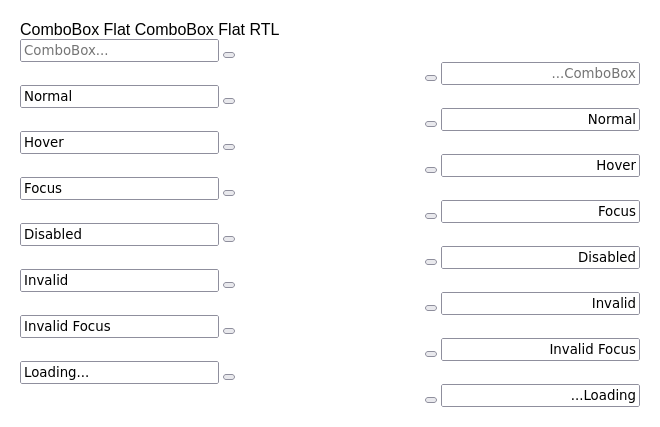 ComboBox Flat ComboBox Flat RTL
ComboBox...
...ComboBox
Normal
Normal
Hover
Hover
Focus
Focus
Disabled
Disabled
Invalid
Invalid
Invalid Focus
Invalid Focus
Loading...
...Loading